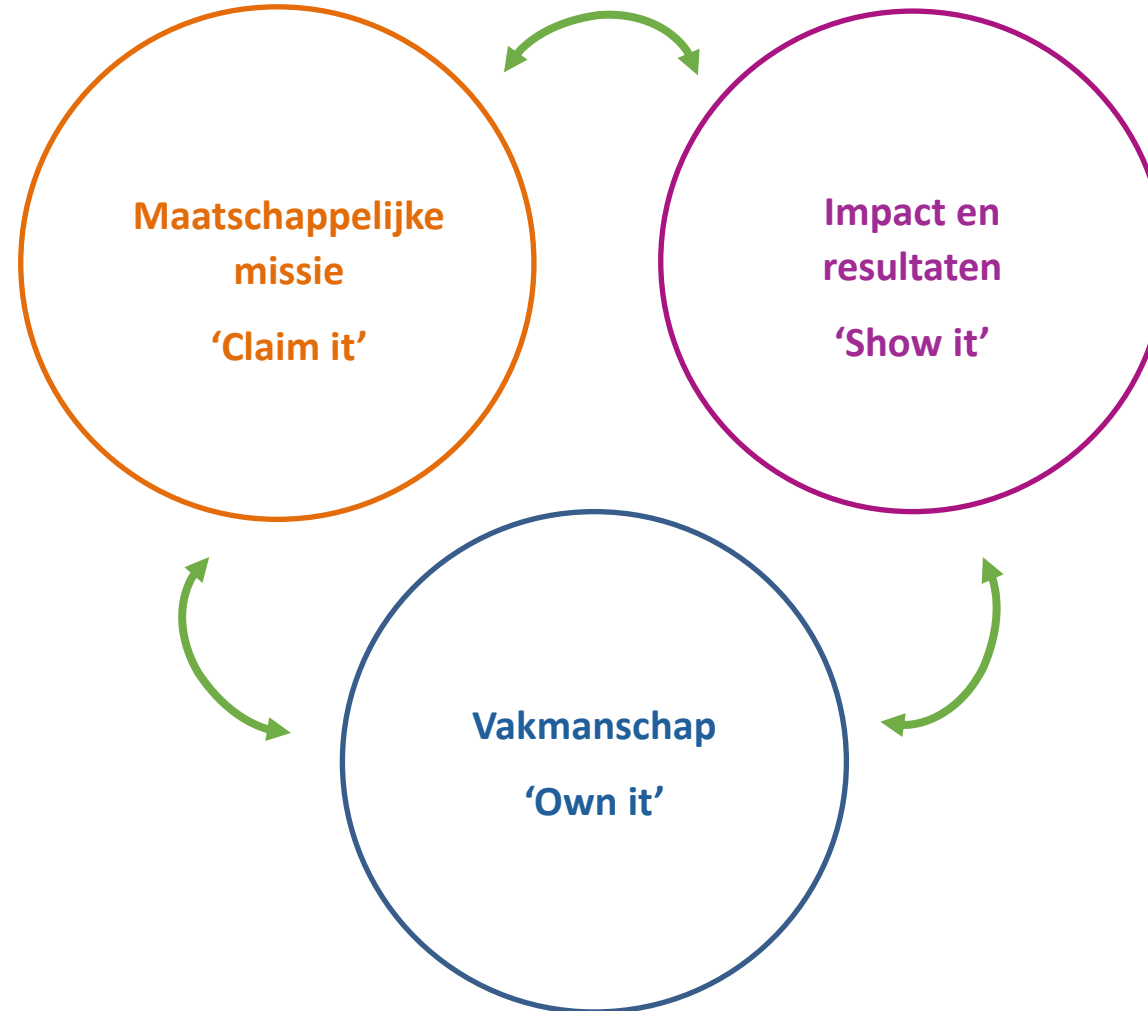 Maatschappelijke
missie
‘Claim it’
Impact en
resultaten
‘Show it’
Vakmanschap
‘Own it’